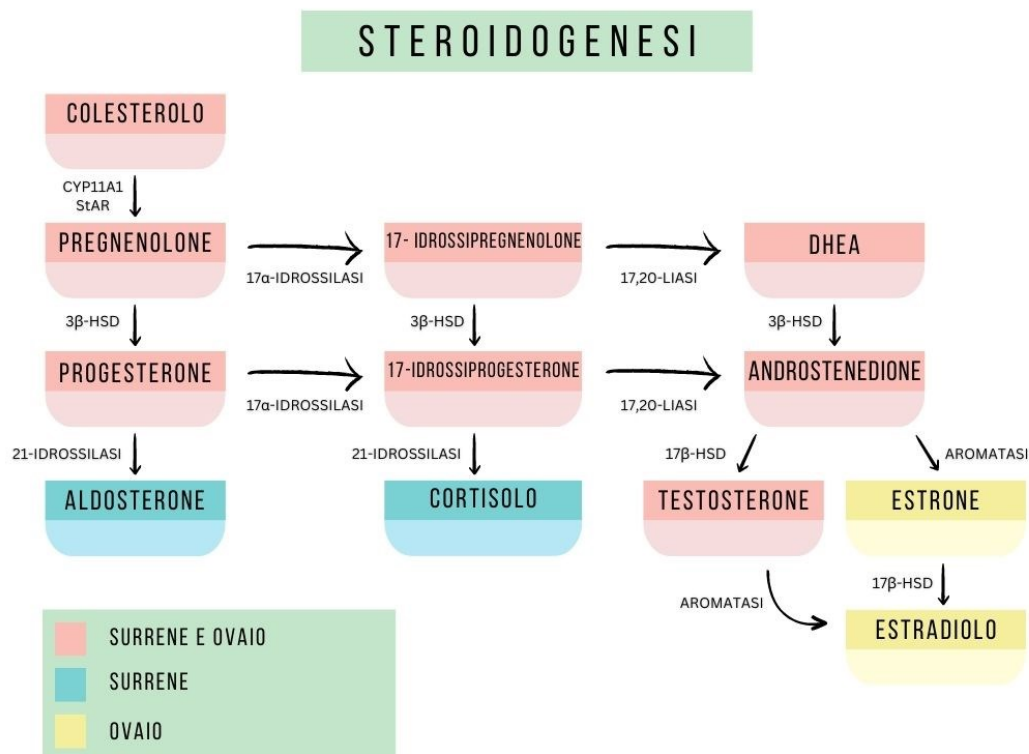 STEROIDOGENESI
COLESTEROLO
CYP11A1
StAR
PREGNENOLONE
17α-IDROSSILASI
17- IDROSSIPREGNENOLONE
17,20-LIASI
DHEA
3β-HSD
3β-HSD
3β-HSD
PROGESTERONE
17α-IDROSSILASI
17-IDROSSIPROGESTERONE
17,20-LIASI
ANDROSTENEDIONE
21-IDROSSILASI
21-IDROSSILASI
17β-HSD
AROMATASI
ALDOSTERONE
CORTISOLO
TESTOSTERONE
ESTRONE
AROMATASI
17β-HSD
ESTRADIOLO
SURRENE E OVAIO
SURRENE
OVAIO